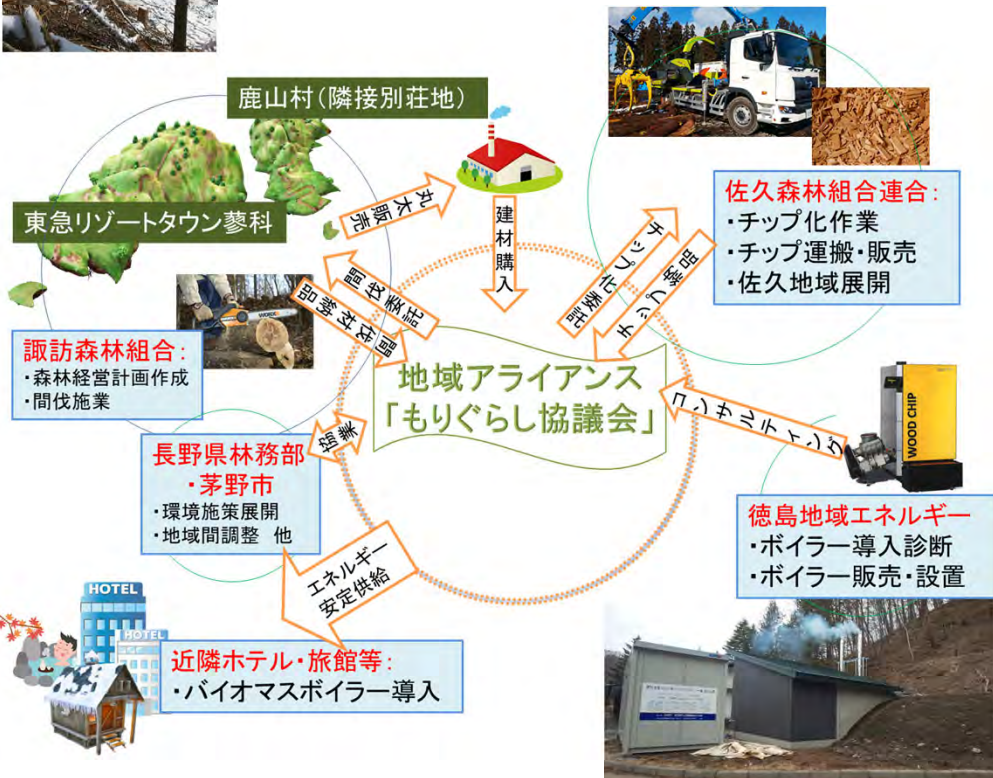 鹿山村(隣接別荘地)
東急リゾートタウン蓼科
丸太販売
建材購入
チップ化委託
チップ納品
佐久森林組合連合:
・チップ化作業
・チップ運搬・販売
・佐久地域展開
間伐委託
間伐材納品
WORX
諏訪森林組合:
・森林経営計画作成
・間伐施業
地域アライアンス
「もりぐらし協議会」
コンサルティング
WOOD CHIP
協業
長野県林務部
・茅野市
・環境施策展開
・地域間調整 他
徳島地域エネルギー
・ボイラー導入診断
・ボイラー販売・設置
エネルギー
安定供給
HOTEL
HOTEL
近隣ホテル・旅館等:
・バイオマスボイラー導入